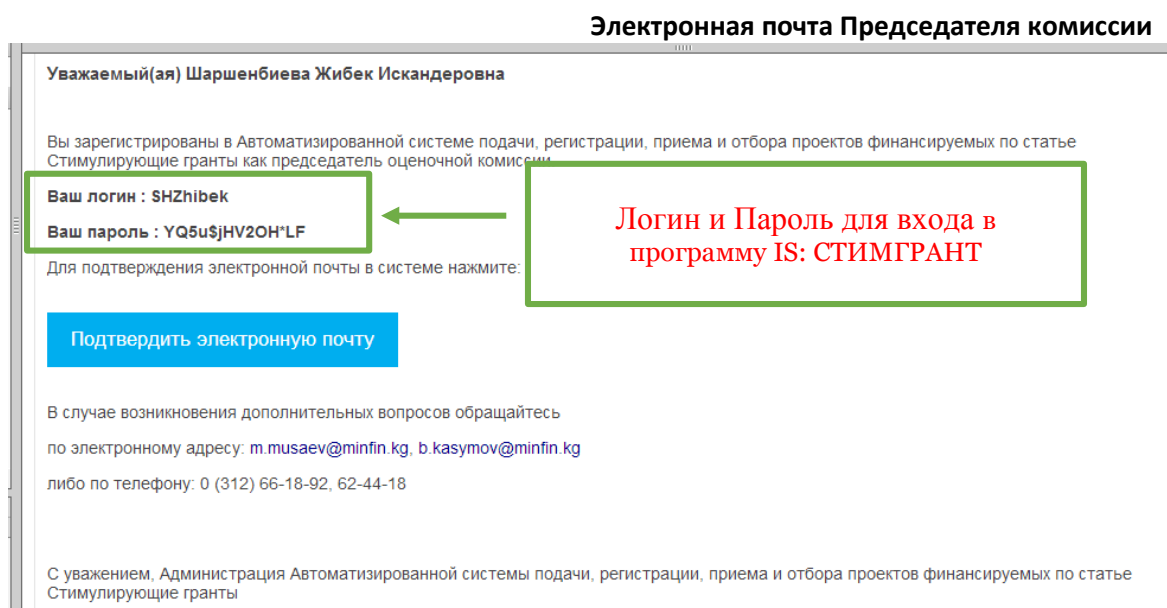 Электронная почта Председателя комиссии
Уважаемый(ая) Шаршенбиева Жибек Искандеровна
Вы зарегистрированы в Автоматизированной системе подачи, регистрации, приема и отбора проектов финансируемых по статье
Стимулирующие гранты как председатель оценочной комиссии
Ваш логин : SHZhibek
Ваш пароль : YQ5u$jHV2OH*LF
Логин и Пароль для входа в
программу IS: СТИМГРАНТ
Для подтверждения электронной почты в системе нажмите:
Подтвердить электронную почту
В случае возникновения дополнительных вопросов обращайтесь
по электронному адресу: m.musaev@minfin.kg, b.kasymov@minfin.kg
либо по телефону: 0 (312) 66-18-92, 62-44-18
С уважением, Администрация Автоматизированной системы подачи, регистрации, приема и отбора проектов финансируемых по статье
Стимулирующие гранты